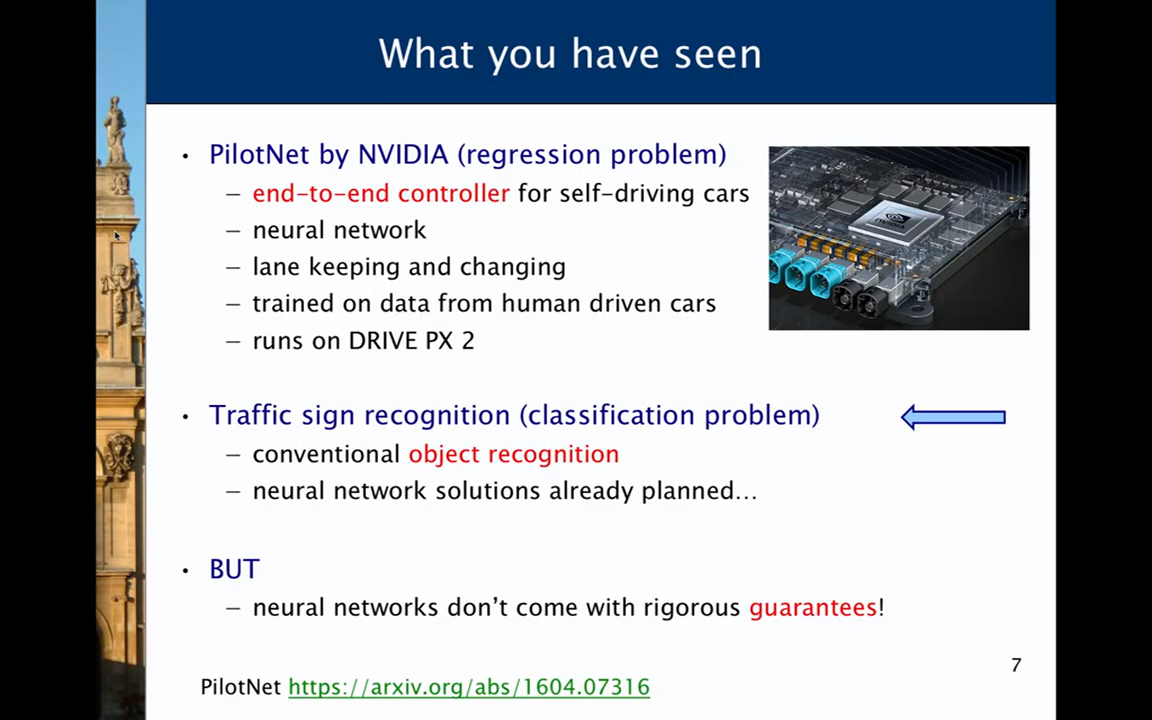 What you have seen
• PilotNet by NVIDIA (regression problem)
– end-to-end controller for self-driving cars
– neural network
– lane keeping and changing
– trained on data from human driven cars
– runs on DRIVE PX 2
NVIDIA
• Traffic sign recognition (classification problem)
– conventional object recognition
– neural network solutions already planned...
• BUT
– neural networks don’t come with rigorous guarantees!
7
PilotNet https://arxiv.org/abs/1604.07316